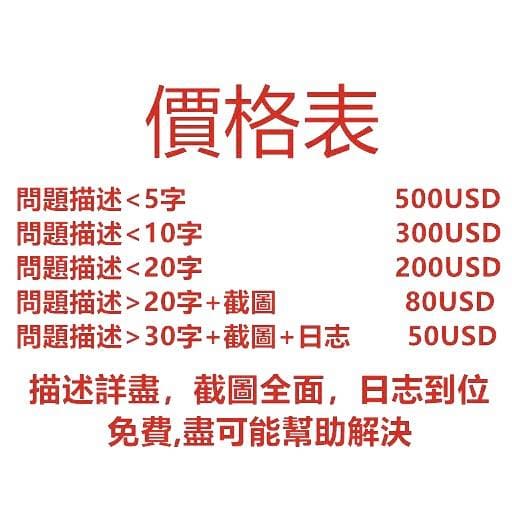 價格表
問題描述<5字 500USD
問題描述<10字 300USD
問題描述<20字 200USD
問題描述>20字+截圖 80USD
問題描述>30字+截圖+日志 50USD
描述詳盡，截圖全面，日志到位
免費,盡可能幫助解決